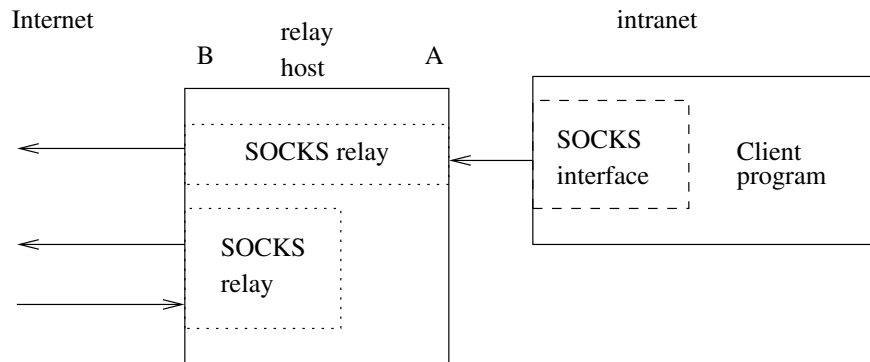 Internet
relay
host
intranet
B
A
SOCKS relay
SOCKS
interface
Client
program
SOCKS
relay